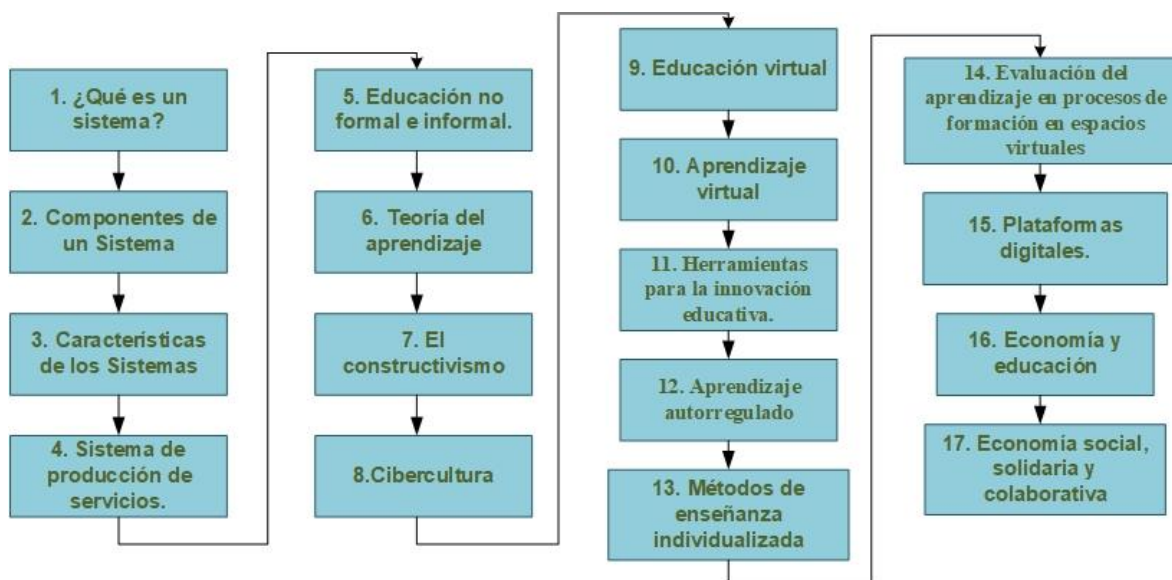 1. ¿Qué es un
sistema?
2. Componentes de
un Sistema
3. Características
de los Sistemas
4. Sistema de
producción de
servicios.
5. Educación no
formal e informal.
6. Teoría del
aprendizaje
7. El
constructivismo
8.Cibercultura
9. Educación virtual
10. Aprendizaje
virtual
11. Herramientas
para la innovación
educativa.
12. Aprendizaje
autorregulado
13. Métodos de
enseñanza
individualizada
14. Evaluación del
aprendizaje en procesos de
formación en espacios
virtuales
15. Plataformas
digitales.
16. Economía y
educación
17. Economía social,
solidaria y
colaborativa